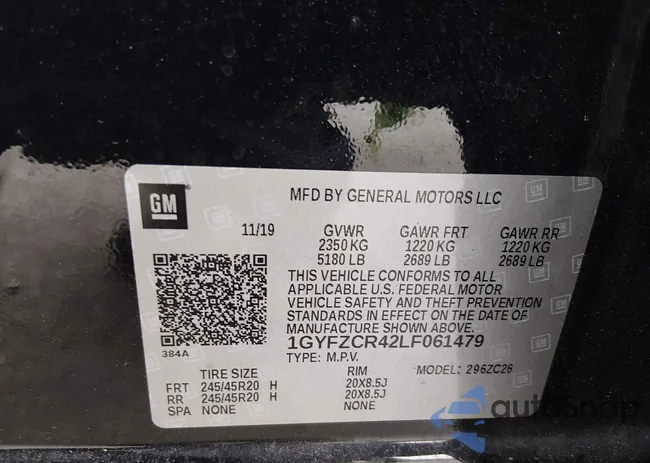 GM
MFD BY GENERAL MOTORS LLC
11/19 GVWR GAWR FRT GAWR RR
2350 KG 1220 KG 1220 KG
5180 LB 2689 LB 2689 LB
THIS VEHICLE CONFORMS TO ALL
APPLICABLE U.S. FEDERAL MOTOR
VEHICLE SAFETY AND THEFT PREVENTION
STANDARDS IN EFFECT ON THE DATE OF
MANUFACTURE SHOWN ABOVE.
1GYFZCR42LF061479
384A
TYPE: M.P.V. MODEL: 296ZC26
TIRE SIZE RIM
FRT 245/45R20 H 20X8.5J
RR 245/45R20 H 20X8.5J
SPA NONE NONE
autoSnap